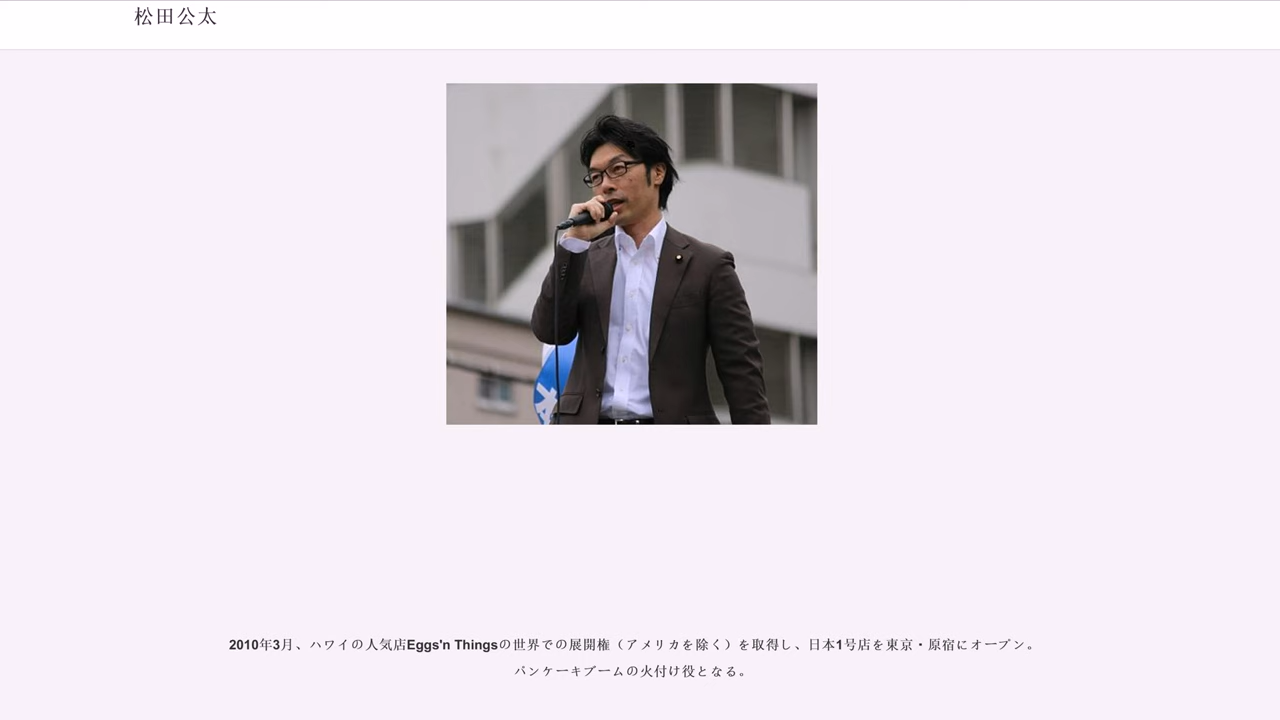 松田公太
2010年3月、ハワイの人気店Eggs'n Thingsの世界での展開権（アメリカを除く）を取得し、日本1号店を東京・原宿にオープン。
パンケーキブームの火付け役となる。